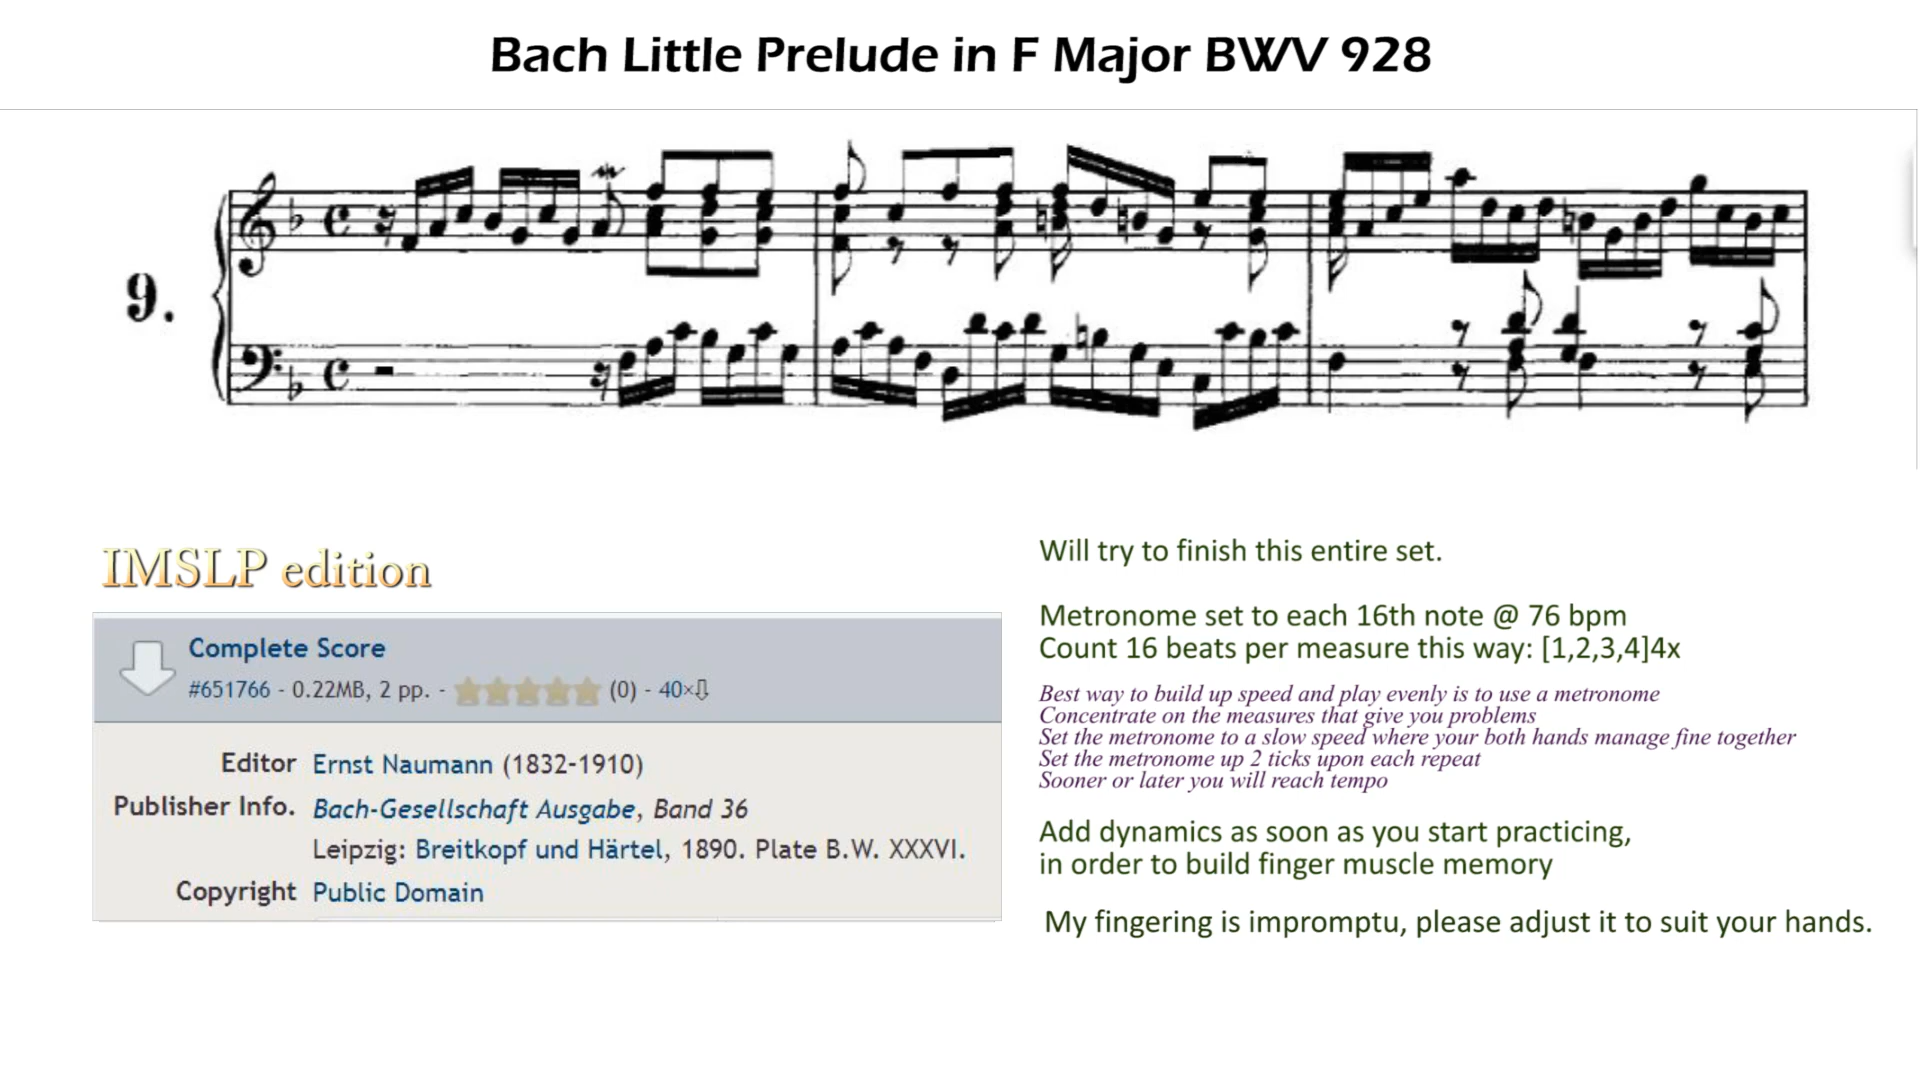 Bach Little Prelude in F Major BWV 928
9.
IMSLP edition
Complete Score
#651766 - 0.22MB, 2 pp. - (0) - 40×⇩
Editor Ernst Naumann (1832-1910)
Publisher Info. Bach-Gesellschaft Ausgabe, Band 36
Leipzig: Breitkopf und Härtel, 1890. Plate B.W. XXXVI.
Copyright Public Domain
Will try to finish this entire set.
Metronome set to each 16th note @ 76 bpm
Count 16 beats per measure this way: [1,2,3,4]4x
Best way to build up speed and play evenly is to use a metronome
Concentrate on the measures that give you problems
Set the metronome to a slow speed where your both hands manage fine together
Set the metronome up 2 ticks upon each repeat
Sooner or later you will reach tempo
Add dynamics as soon as you start practicing,
in order to build finger muscle memory
My fingering is impromptu, please adjust it to suit your hands.